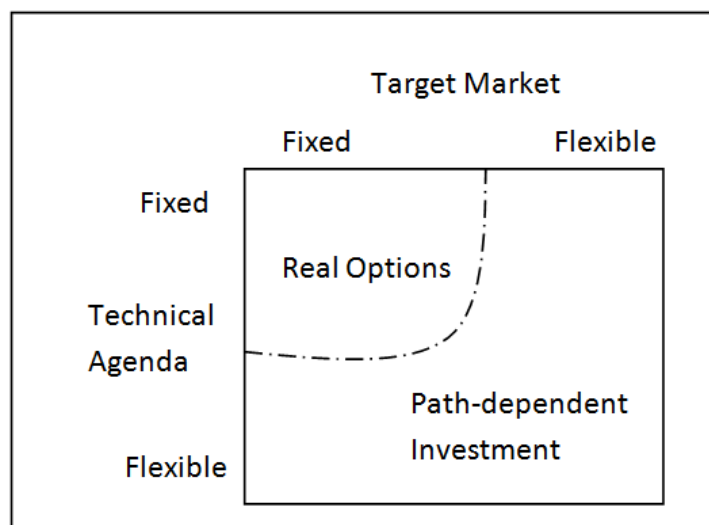 Target Market
Fixed
Flexible
Fixed
Real Options
Technical
Agenda
Path-dependent
Investment
Flexible